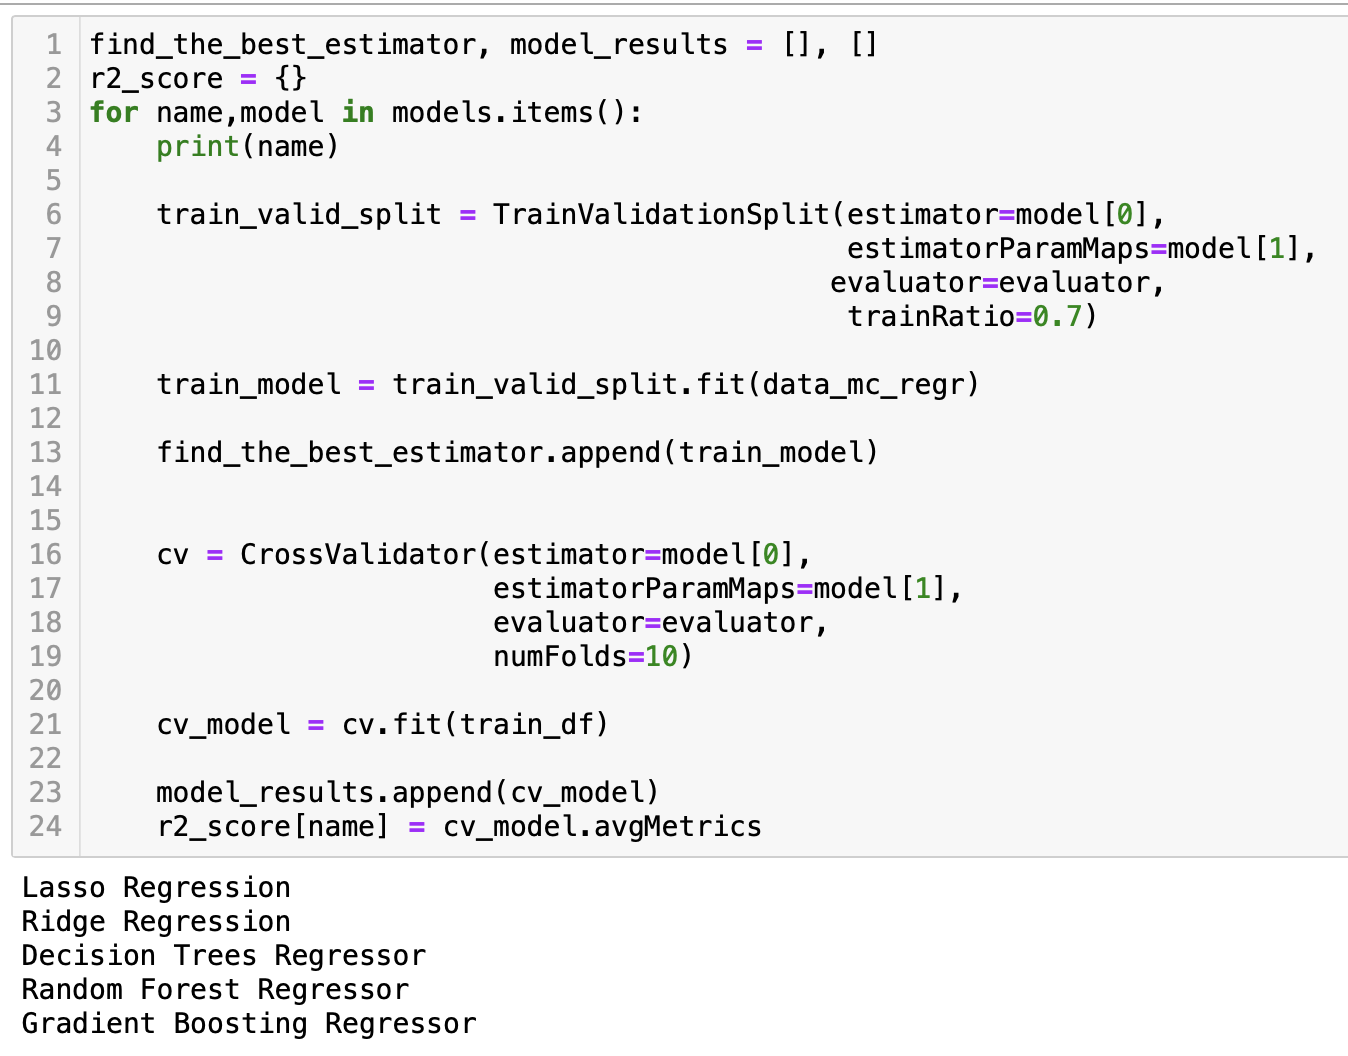 1 find_the_best_estimator, model_results = [], []
2 r2_score = {}
3 for name,model in models.items():
4     print(name)
5
6     train_valid_split = TrainValidationSplit(estimator=model[0],
7                                              estimatorParamMaps=model[1],
8                                             evaluator=evaluator,
9                                              trainRatio=0.7)
10
11     train_model = train_valid_split.fit(data_mc_regr)
12
13     find_the_best_estimator.append(train_model)
14
15
16     cv = CrossValidator(estimator=model[0],
17                         estimatorParamMaps=model[1],
18                         evaluator=evaluator,
19                         numFolds=10)
20
21     cv_model = cv.fit(train_df)
22
23     model_results.append(cv_model)
24     r2_score[name] = cv_model.avgMetrics
Lasso Regression
Ridge Regression
Decision Trees Regressor
Random Forest Regressor
Gradient Boosting Regressor